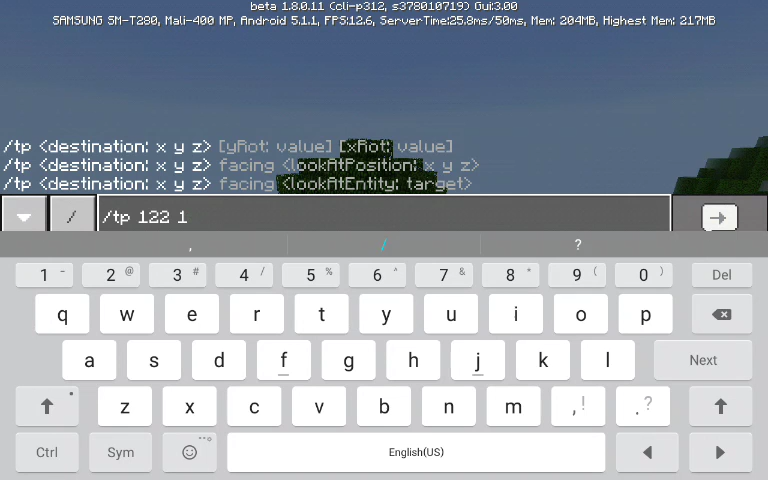 beta 1.8.0.11 (cli-p312, s378010719) Gui:3.00
SAMSUNG SM-T280, Mali-400 MP, Android 5.1.1, FPS:12.6, ServerTime:25.8ms/50ms, Mem: 204MB, Highest Mem: 217MB
/tp <destination: x y z> [yRot: value] [xRot: value]
/tp <destination: x y z> facing <lookAtPosition: x y z>
/tp <destination: x y z> facing <lookAtEntity: target>
/ /tp 122 1
, / ?
1 - 2 @ 3 # 4 / 5 % 6 ^ 7 & 8 * 9 ( 0 ) Del
q w e r t y u i o p
a s d f g h j k l Next
z x c v b n m , ! . ?
Ctrl Sym English(US)